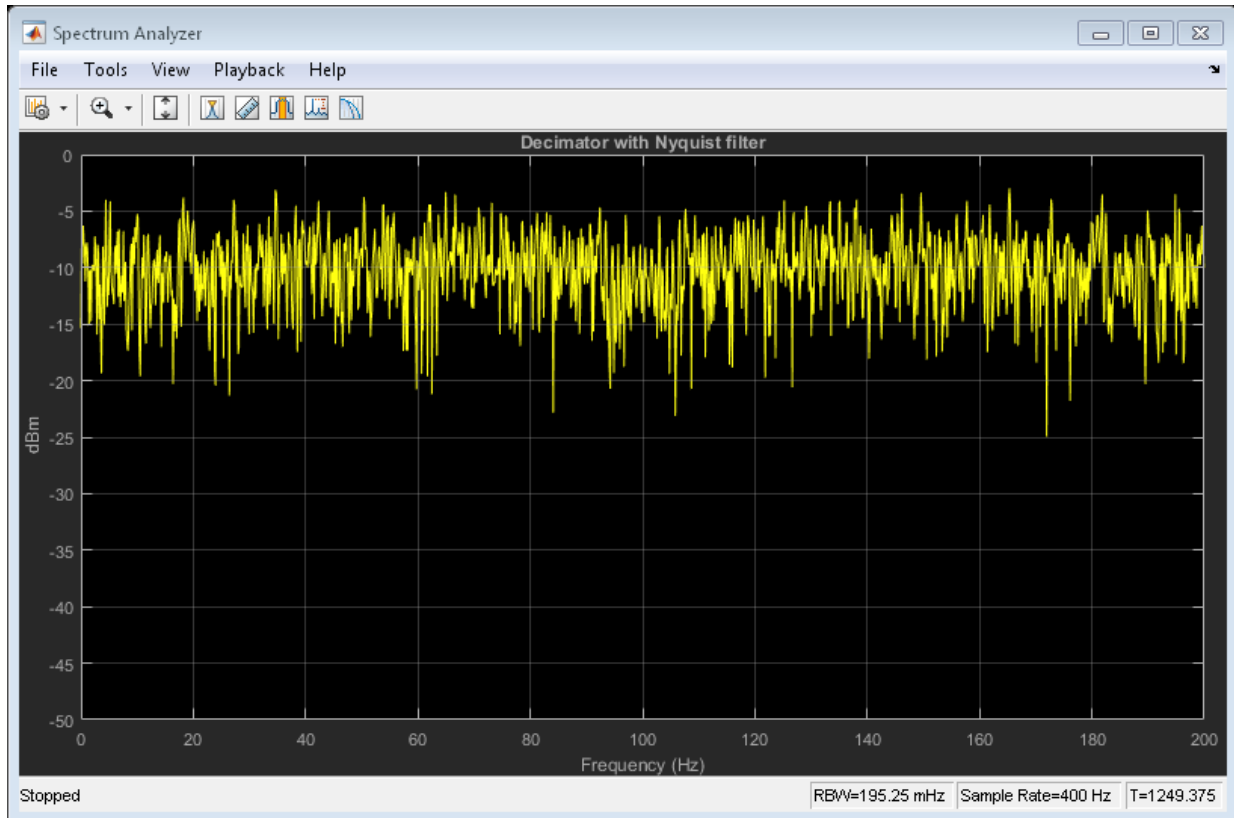 Spectrum Analyzer
File Tools View Playback Help
Decimator with Nyquist filter
0
-5
-10
-15
-20
-25
-30
-35
-40
-45
-50
dBm
0 20 40 60 80 100 120 140 160 180 200
Frequency (Hz)
Stopped RBW=195.25 mHz Sample Rate=400 Hz T=1249.375